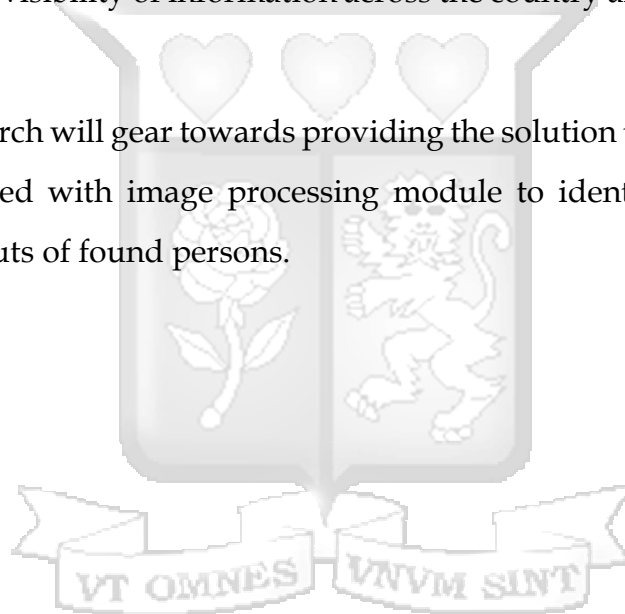 visibility of information across the country
rch will gear towards providing the solution
ed with image processing module to ident
uts of found persons.
VT OMNES VNVM SINT